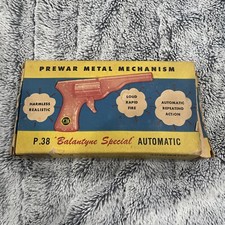 PREWAR METAL MECHANISM
HARMLESS
REALISTIC
LOUD
RAPID
FIRE
AUTOMATIC
REPEATING
ACTION
P.38 "Balantyne Special" AUTOMATIC